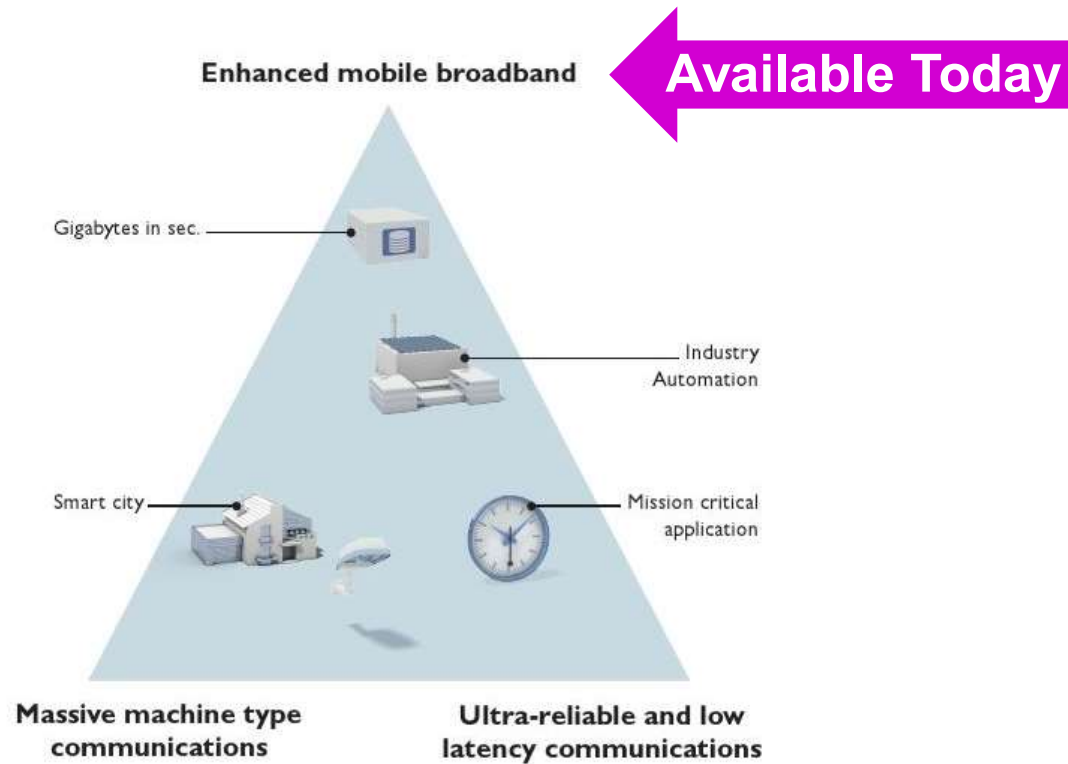 Enhanced mobile broadband
Available Today
Gigabytes in sec.
Industry
Automation
Smart city
Mission critical
application
Massive machine type
communications
Ultra-reliable and low
latency communications